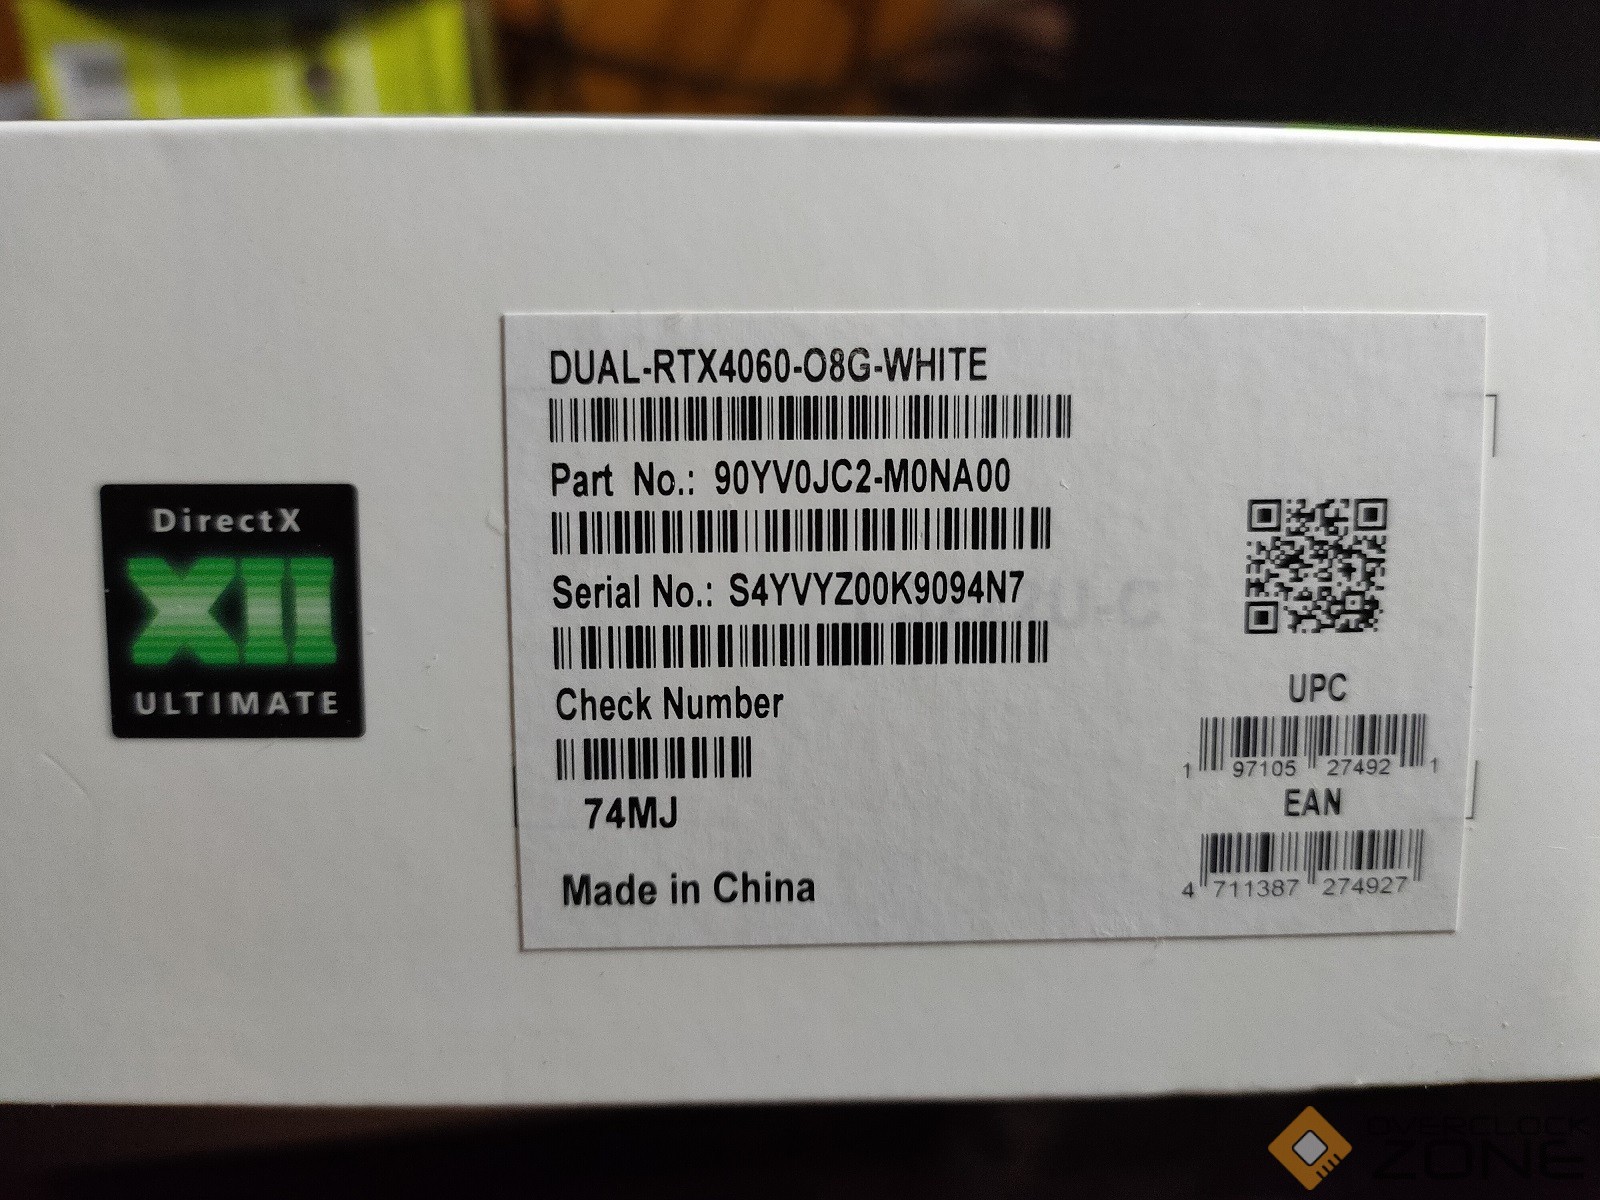 DirectX
XII
ULTIMATE
DUAL-RTX4060-O8G-WHITE
Part No.: 90YV0JC2-M0NA00
Serial No.: S4YVYZ00K9094N7
Check Number
74MJ
Made in China
UPC
1 97105 27492 1
EAN
4 711387 274927
OVERCLOCK
ZONE